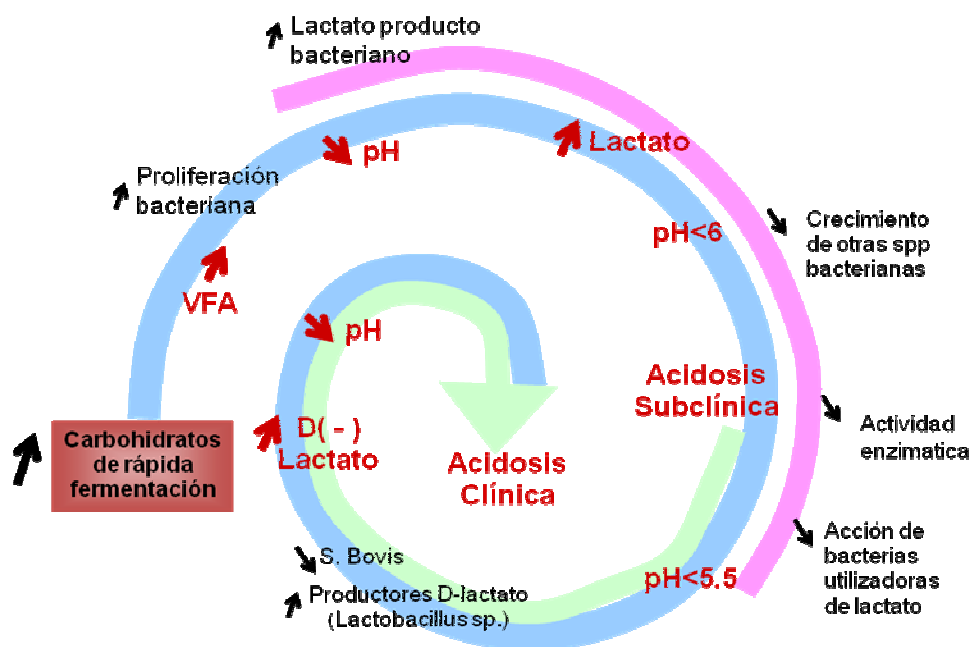 Lactato producto
bacteriano
Lactato
pH
Proliferación
bacteriana
pH<6
Crecimiento
de otras spp
bacterianas
VFA
pH
Acidosis
Subclínica
Carbohidratos
de rápida
fermentación
D( - )
Lactato
Acidosis
Clínica
Actividad
enzimatica
Acción de
bacterias
utilizadoras
de lactato
pH<5.5
S. Bovis
Productores D-lactato
(Lactobacillus sp.)